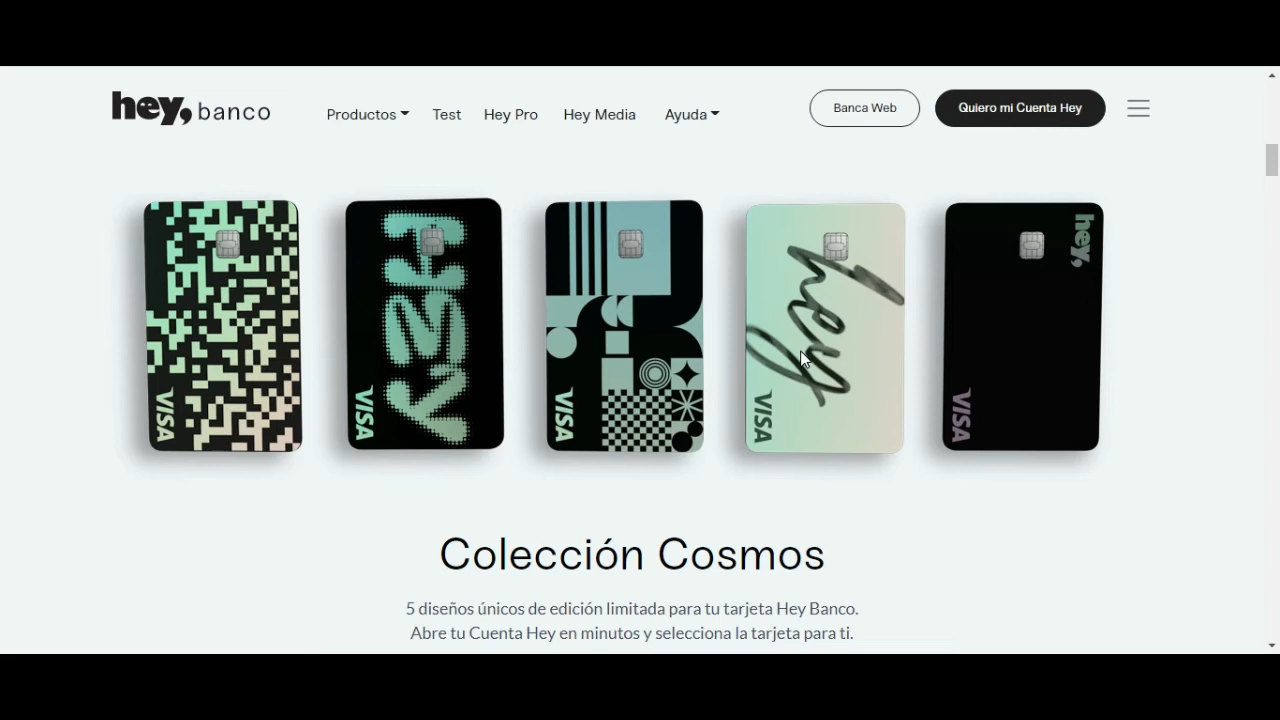 hey, banco
Productos
Test
Hey Pro
Hey Media
Ayuda
Banca Web
Quiero mi Cuenta Hey
VISA
HEY
VISA
VISA
hey
VISA
hey,
VISA
Colección Cosmos
5 diseños únicos de edición limitada para tu tarjeta Hey Banco.
Abre tu Cuenta Hey en minutos y selecciona la tarjeta para ti.